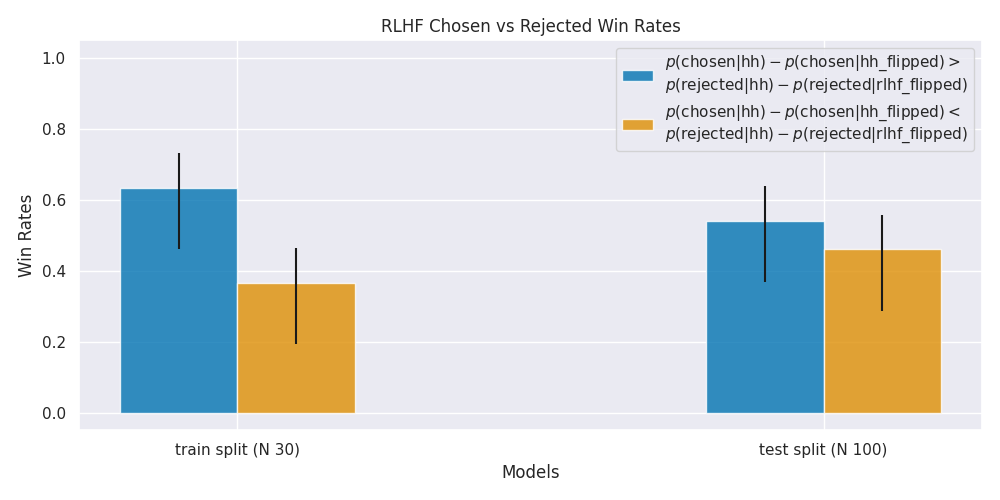 RLHF Chosen vs Rejected Win Rates
p(chosen|hh) − p(chosen|hh_flipped) >
p(rejected|hh) − p(rejected|rlhf_flipped)
p(chosen|hh) − p(chosen|hh_flipped) <
p(rejected|hh) − p(rejected|rlhf_flipped)
Win Rates
1.0
0.8
0.6
0.4
0.2
0.0
train split (N 30)
test split (N 100)
Models